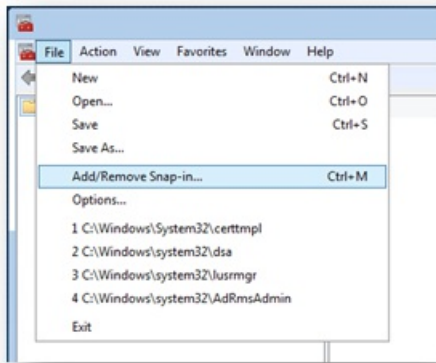 File Action View Favorites Window Help
New Ctrl+N
Open... Ctrl+O
Save Ctrl+S
Save As...
Add/Remove Snap-in... Ctrl+M
Options...
1 C:\Windows\System32\certtmpl
2 C:\Windows\system32\dsa
3 C:\Windows\system32\lusrmgr
4 C:\Windows\system32\AdRmsAdmin
Exit